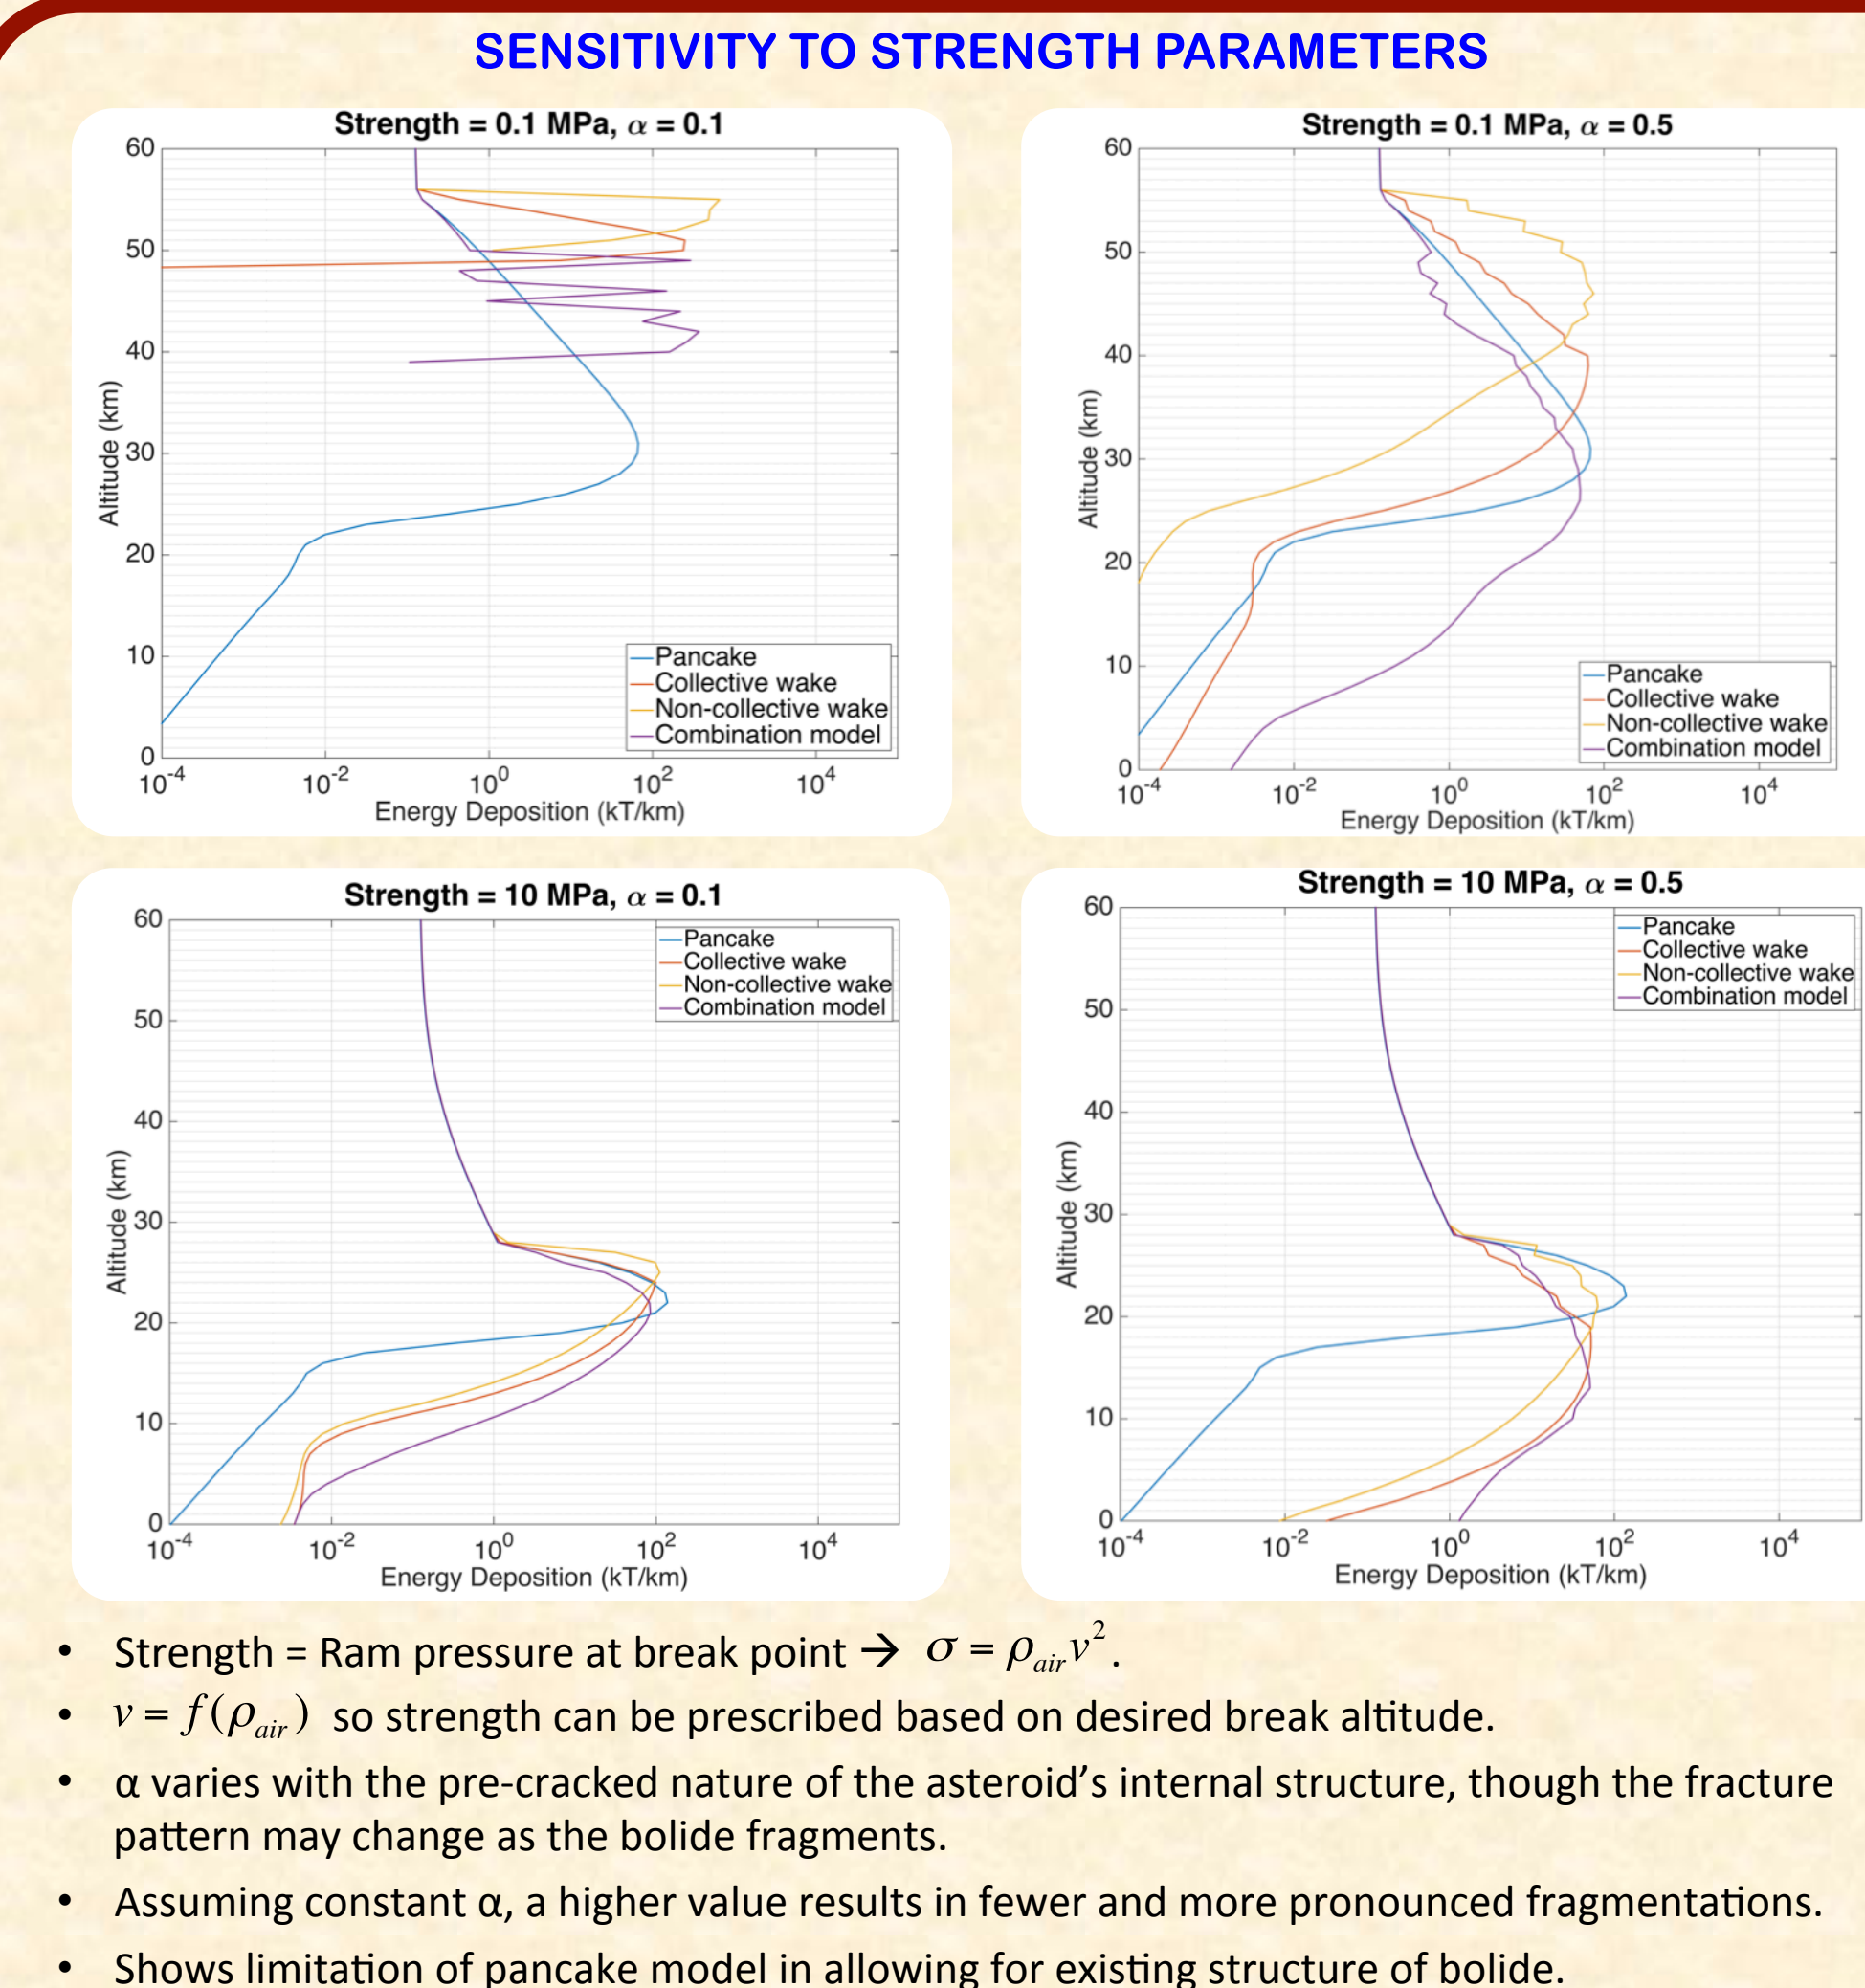 SENSITIVITY TO STRENGTH PARAMETERS
Strength = 0.1 MPa, α = 0.1
60
50
40
30
20
10
0
Altitude (km)
10^-4
10^-2
10^0
10^2
10^4
Energy Deposition (kT/km)
Pancake
Collective wake
Non-collective wake
Combination model
Strength = 0.1 MPa, α = 0.5
60
50
40
30
20
10
0
Altitude (km)
10^-4
10^-2
10^0
10^2
10^4
Energy Deposition (kT/km)
Pancake
Collective wake
Non-collective wake
Combination model
Strength = 10 MPa, α = 0.1
60
50
40
30
20
10
0
Altitude (km)
10^-4
10^-2
10^0
10^2
10^4
Energy Deposition (kT/km)
Pancake
Collective wake
Non-collective wake
Combination model
Strength = 10 MPa, α = 0.5
60
50
40
30
20
10
0
Altitude (km)
10^-4
10^-2
10^0
10^2
10^4
Energy Deposition (kT/km)
Pancake
Collective wake
Non-collective wake
Combination model
• Strength = Ram pressure at break point → σ = ρ_air v².
• v = f(ρ_air) so strength can be prescribed based on desired break altitude.
• α varies with the pre-cracked nature of the asteroid’s internal structure, though the fracture
pattern may change as the bolide fragments.
• Assuming constant α, a higher value results in fewer and more pronounced fragmentations.
• Shows limitation of pancake model in allowing for existing structure of bolide.